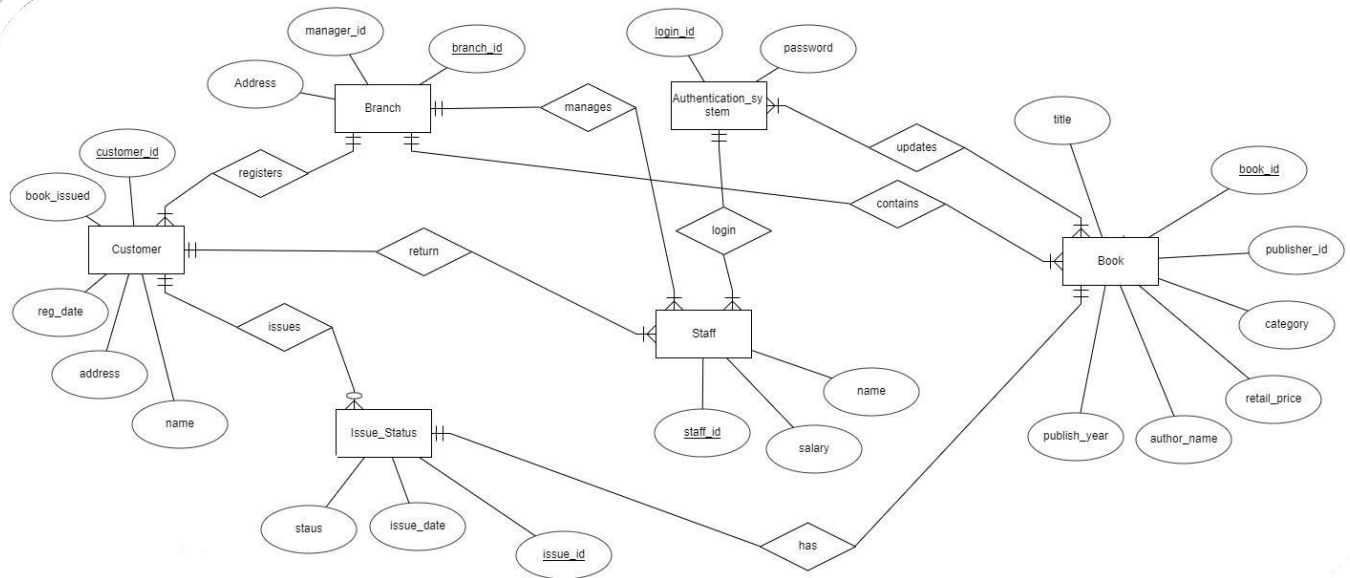 manager_id
branch_id
Address
Branch
manages
login_id
password
Authentication_sy
stem
updates
title
book_id
customer_id
registers
book_issued
contains
Customer
return
login
Book
publisher_id
reg_date
issues
Staff
category
address
name
name
retail_price
Issue_Status
staff_id
salary
publish_year
author_name
staus
issue_date
issue_id
has